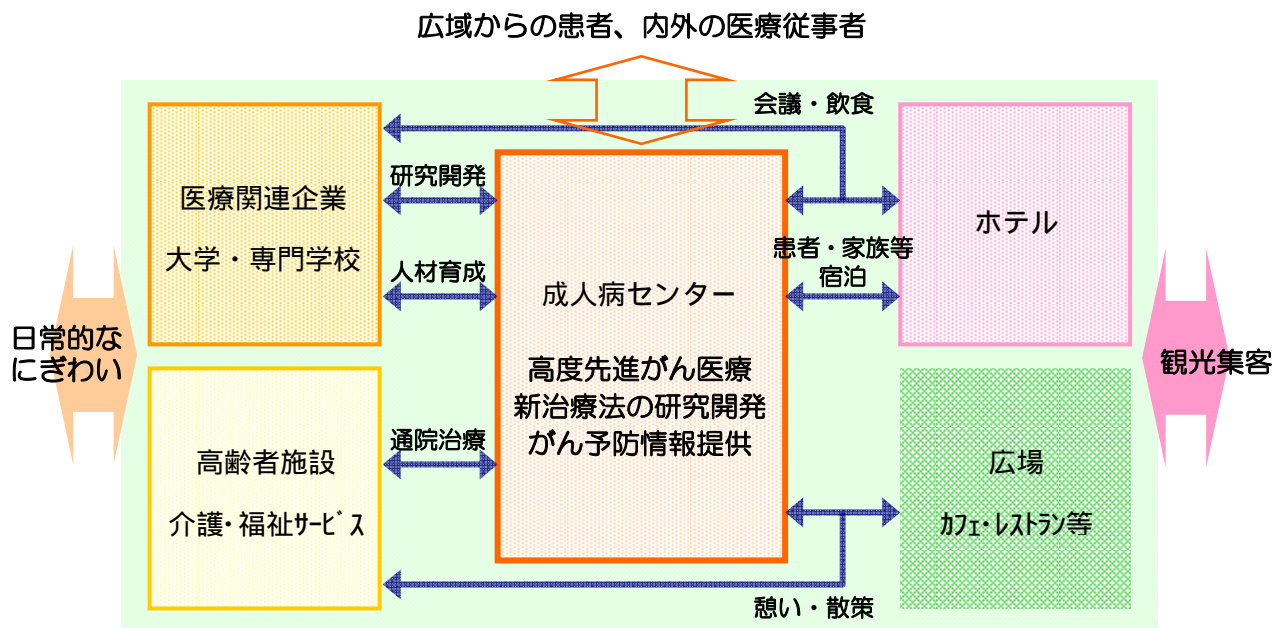 広域からの患者、内外の医療従事者
会議・飲食
医療関連企業
大学・専門学校
研究開発
人材育成
成人病センター
高度先進がん医療
新治療法の研究開発
がん予防情報提供
ホテル
患者・家族等
宿泊
日常的な
にぎわい
観光集客
高齢者施設
介護・福祉ｻｰﾋﾞｽ
通院治療
広場
ｶﾌｪ・ﾚｽﾄﾗﾝ等
憩い・散策